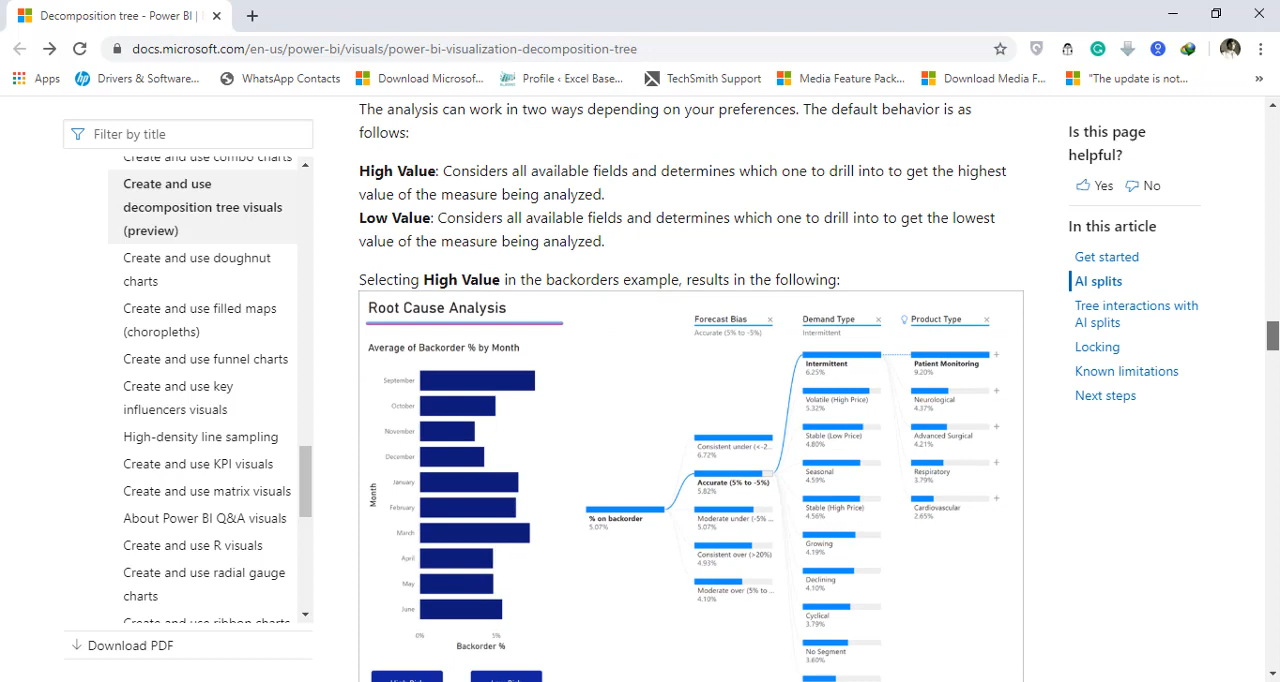 Decomposition tree - Power BI |
docs.microsoft.com/en-us/power-bi/visuals/power-bi-visualization-decomposition-tree
Apps
Drivers & Software...
WhatsApp Contacts
Download Microsof...
Profile ‹ Excel Base...
TechSmith Support
Media Feature Pack...
Download Media F...
"The update is not...
»
Filter by title
Create and use combo charts
Create and use
decomposition tree visuals
(preview)
Create and use doughnut
charts
Create and use filled maps
(choropleths)
Create and use funnel charts
Create and use key
influencers visuals
High-density line sampling
Create and use KPI visuals
Create and use matrix visuals
About Power BI Q&A visuals
Create and use R visuals
Create and use radial gauge
charts
Create and use ribbon charts
Download PDF
The analysis can work in two ways depending on your preferences. The default behavior is as
follows:
High Value: Considers all available fields and determines which one to drill into to get the highest
value of the measure being analyzed.
Low Value: Considers all available fields and determines which one to drill into to get the lowest
value of the measure being analyzed.
Selecting High Value in the backorders example, results in the following:
Root Cause Analysis
Average of Backorder % by Month
Month
September
October
November
December
January
February
March
April
May
June
0%
5%
Backorder %
% on backorder
5.07%
Forecast Bias
Accurate (5% to -5%)
Consistent under (<-2...
6.72%
Accurate (5% to -5%)
5.82%
Moderate under (-5% ...
5.07%
Consistent over (>20%)
4.93%
Moderate over (5% to ...
4.10%
Demand Type
Intermittent
Intermittent
6.25%
Volatile (High Price)
5.32%
Stable (Low Price)
4.80%
Seasonal
4.59%
Stable (High Price)
4.56%
Growing
4.19%
Declining
4.10%
Cyclical
3.79%
No Segment
3.60%
Product Type
Patient Monitoring
9.20%
Neurological
4.37%
Advanced Surgical
4.21%
Respiratory
3.79%
Cardiovascular
2.65%
Is this page
helpful?
Yes
No
In this article
Get started
AI splits
Tree interactions with
AI splits
Locking
Known limitations
Next steps